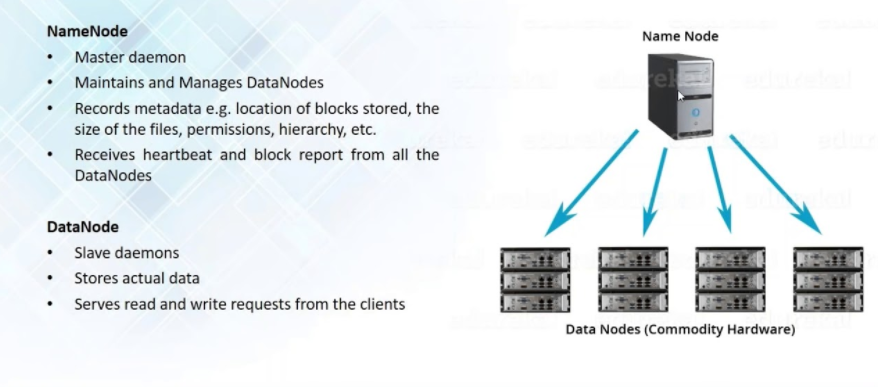 NameNode
• Master daemon
• Maintains and Manages DataNodes
• Records metadata e.g. location of blocks stored, the
size of the files, permissions, hierarchy, etc.
• Receives heartbeat and block report from all the
DataNodes
DataNode
• Slave daemons
• Stores actual data
• Serves read and write requests from the clients
Name Node
Data Nodes (Commodity Hardware)